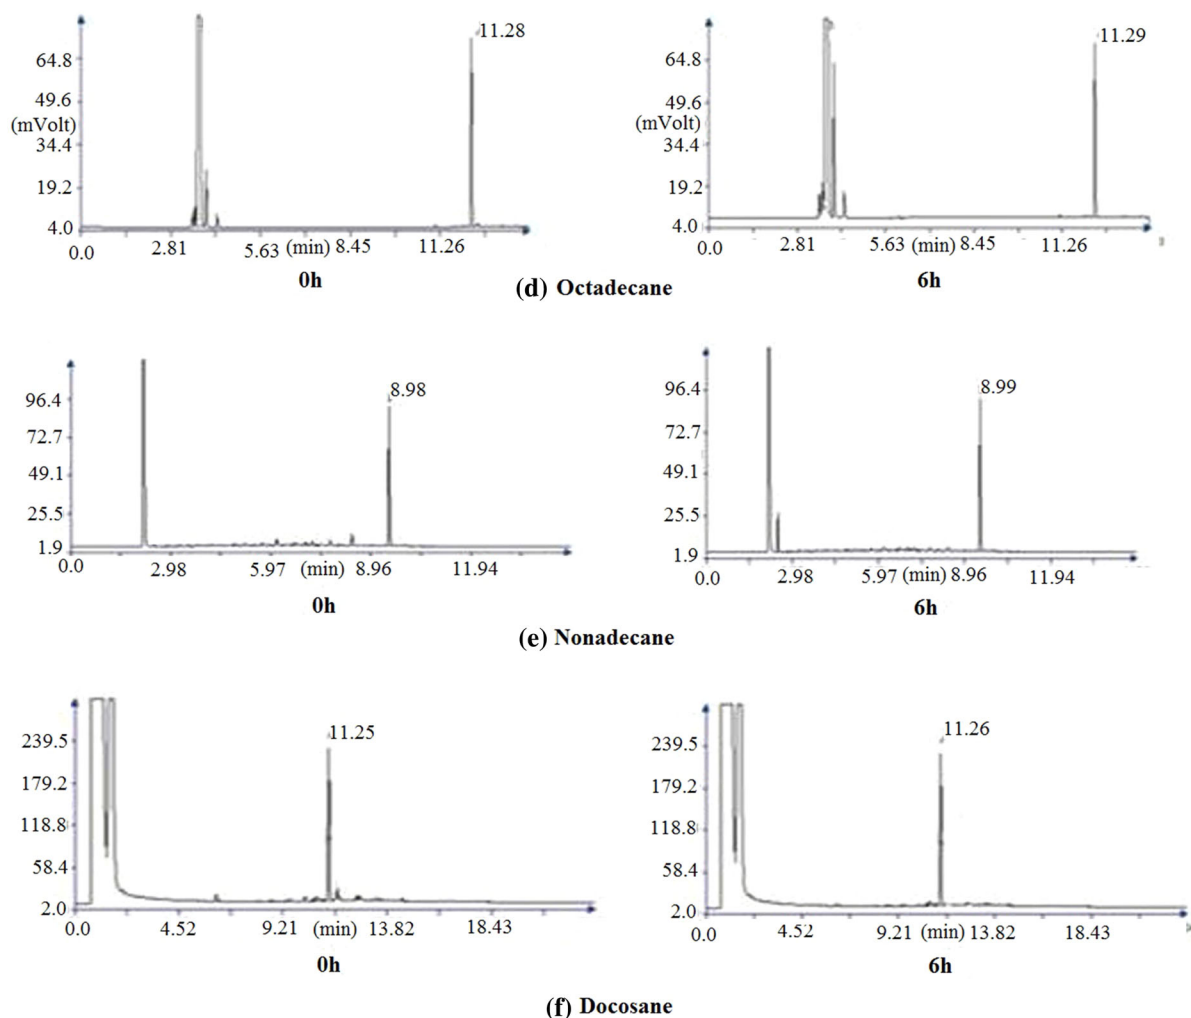 11.28
64.8
49.6
(mVolt)
34.4
19.2
4.0
0.0 2.81 5.63 (min) 8.45 11.26
0h
11.29
64.8
49.6
(mVolt)
34.4
19.2
4.0
0.0 2.81 5.63 (min) 8.45 11.26
6h
(d) Octadecane
8.98
96.4
72.7
49.1
25.5
1.9
0.0 2.98 5.97 (min) 8.96 11.94
0h
8.99
96.4
72.7
49.1
25.5
1.9
0.0 2.98 5.97 (min) 8.96 11.94
6h
(e) Nonadecane
11.25
239.5
179.2
118.8
58.4
2.0
0.0 4.52 9.21 (min) 13.82 18.43
0h
11.26
239.5
179.2
118.8
58.4
2.0
0.0 4.52 9.21 (min) 13.82 18.43
6h
(f) Docosane